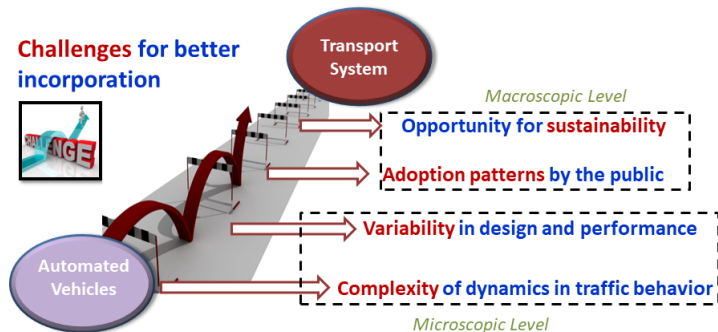 Challenges for better
incorporation
CHALLENGE
Transport
System
Macroscopic Level
Opportunity for sustainability
Adoption patterns by the public
Variability in design and performance
Automated
Vehicles
Complexity of dynamics in traffic behavior
Microscopic Level